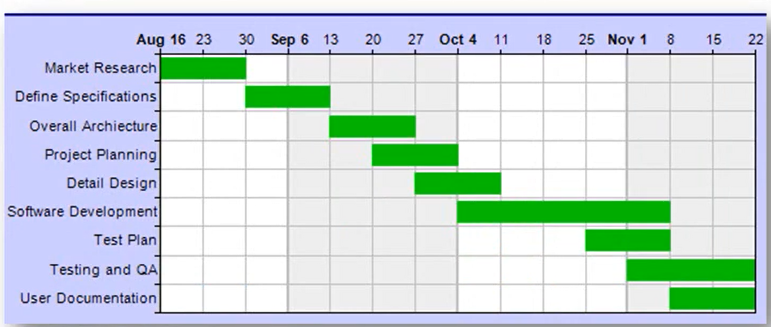 Aug 16 23 30 Sep 6 13 20 27 Oct 4 11 18 25 Nov 1 8 15 22
Market Research
Define Specifications
Overall Archiecture
Project Planning
Detail Design
Software Development
Test Plan
Testing and QA
User Documentation